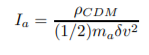 I_a = \frac{\rho_{CDM}}{(1/2)m_a\delta v^2}